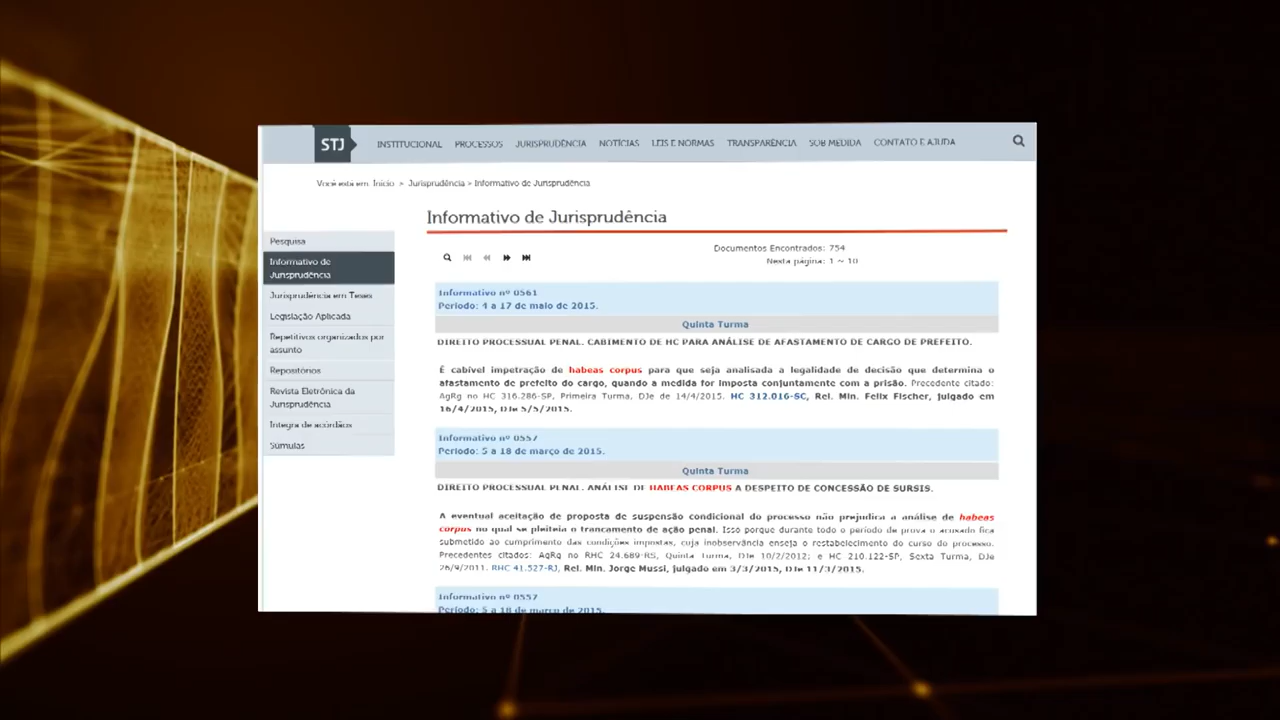 STJ INSTITUCIONAL PROCESSOS JURISPRUDÊNCIA NOTÍCIAS LEIS E NORMAS TRANSPARÊNCIA SOB MEDIDA CONTATO E AJUDA
Você está em: Início > Jurisprudência > Informativo de Jurisprudência
Informativo de Jurisprudência
Pesquisa
Informativo de
Jurisprudência
Jurisprudência em Teses
Legislação Aplicada
Repetitivos organizados por
assunto
Repositórios
Revista Eletrônica da
Jurisprudência
Íntegra de acórdãos
Súmulas
Documentos Encontrados: 754
Nesta página: 1 ~ 10
Informativo nº 0561
Período: 4 a 17 de maio de 2015.
Quinta Turma
DIREITO PROCESSUAL PENAL. CABIMENTO DE HC PARA ANÁLISE DE AFASTAMENTO DE CARGO DE PREFEITO.
É cabível impetração de habeas corpus para que seja analisada a legalidade de decisão que determina o
afastamento de prefeito do cargo, quando a medida for imposta conjuntamente com a prisão. Precedente citado:
AgRg no HC 316.286-SP, Primeira Turma, DJe de 14/4/2015. HC 312.016-SC, Rel. Min. Felix Fischer, julgado em
16/4/2015, DJe 5/5/2015.
Informativo nº 0557
Período: 5 a 18 de março de 2015.
Quinta Turma
DIREITO PROCESSUAL PENAL. ANÁLISE DE HABEAS CORPUS A DESPEITO DE CONCESSÃO DE SURSIS.
A eventual aceitação de proposta de suspensão condicional do processo não prejudica a análise de habeas
corpus no qual se pleiteia o trancamento de ação penal. Isso porque durante todo o período de prova o acusado fica
submetido ao cumprimento das condições impostas, cuja inobservância enseja o restabelecimento do curso do processo.
Precedentes citados: AgRg no RHC 24.689-RS, Quinta Turma, DJe 10/2/2012; e HC 210.122-SP, Sexta Turma, DJe
26/9/2011. RHC 41.527-RJ, Rel. Min. Jorge Mussi, julgado em 3/3/2015, DJe 11/3/2015.
Informativo nº 0557
Período: 5 a 18 de março de 2015.